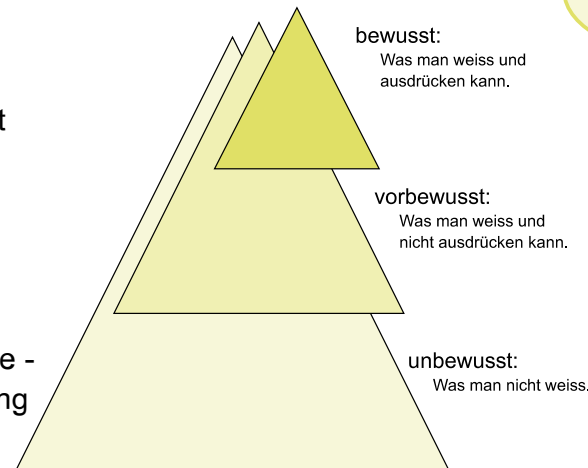 bewusst:
Was man weiss und
ausdrücken kann.
t
vorbewusst:
Was man weiss und
nicht ausdrücken kann.
e -
ng
unbewusst:
Was man nicht weiss.